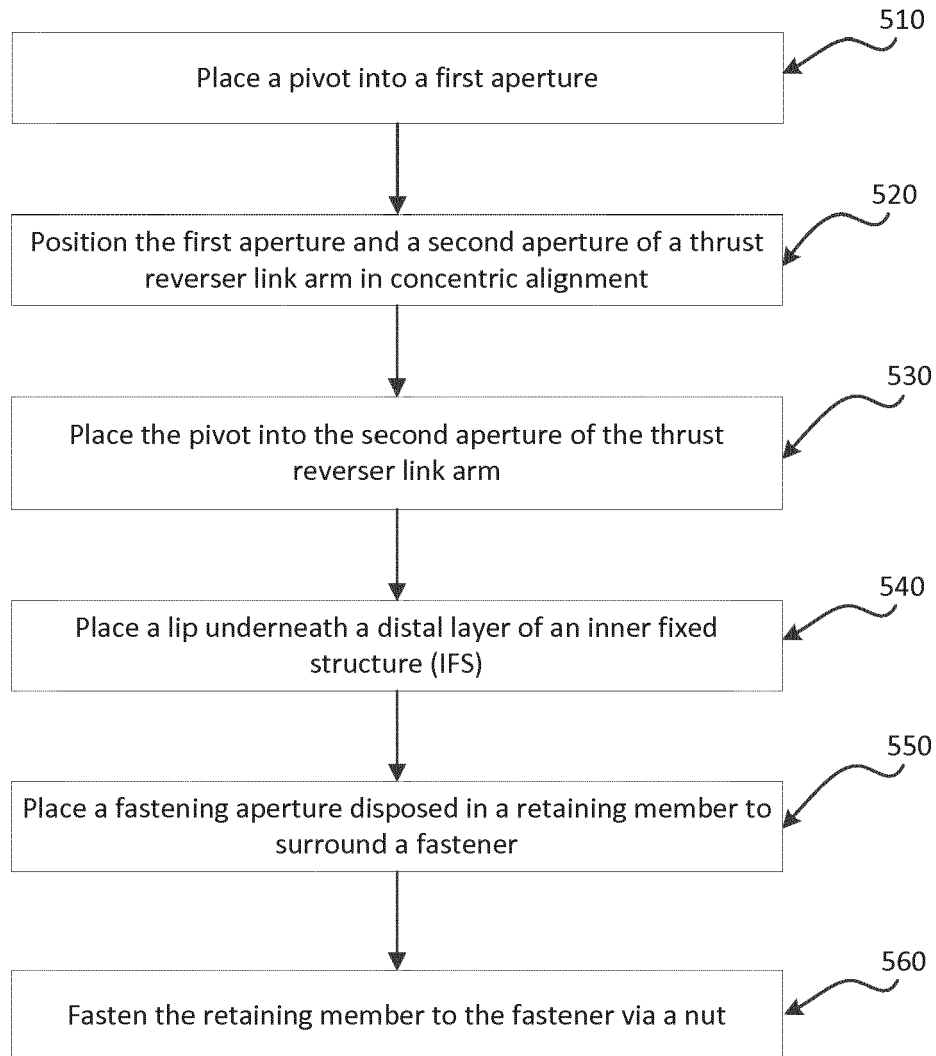 510
Place a pivot into a first aperture
520
Position the first aperture and a second aperture of a thrust
reverser link arm in concentric alignment
530
Place the pivot into the second aperture of the thrust
reverser link arm
540
Place a lip underneath a distal layer of an inner fixed
structure (IFS)
550
Place a fastening aperture disposed in a retaining member to
surround a fastener
560
Fasten the retaining member to the fastener via a nut